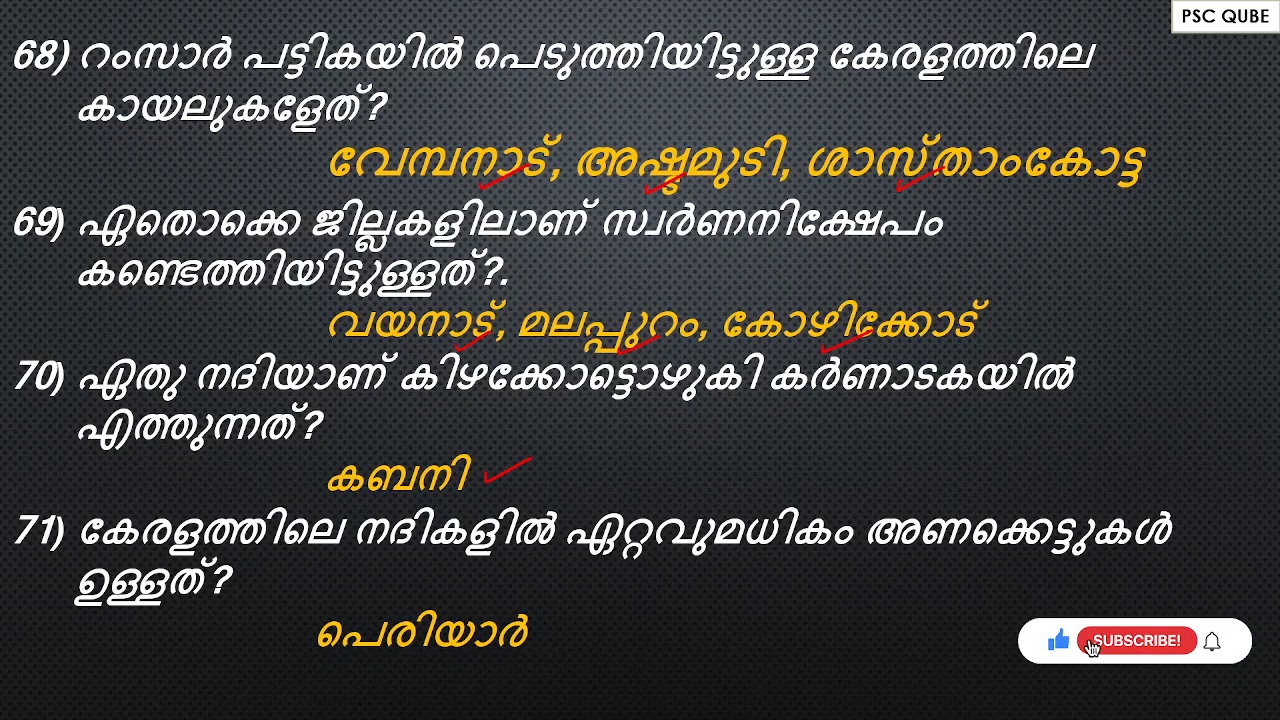 PSC QUBE
68) റംസാർ പട്ടികയിൽ പെടുത്തിയിട്ടുള്ള കേരളത്തിലെ
കായലുകളേത്?
വേമ്പനാട്, അഷ്ടമുടി, ശാസ്താംകോട്ട
69) ഏതൊക്കെ ജില്ലകളിലാണ് സ്വർണനിക്ഷേപം
കണ്ടെത്തിയിട്ടുള്ളത്?.
വയനാട്, മലപ്പുറം, കോഴിക്കോട്
70) ഏതു നദിയാണ് കിഴക്കോട്ടൊഴുകി കർണാടകയിൽ
എത്തുന്നത്?
കബനി
71) കേരളത്തിലെ നദികളിൽ ഏറ്റവുമധികം അണക്കെട്ടുകൾ
ഉള്ളത്?
പെരിയാർ
SUBSCRIBE!